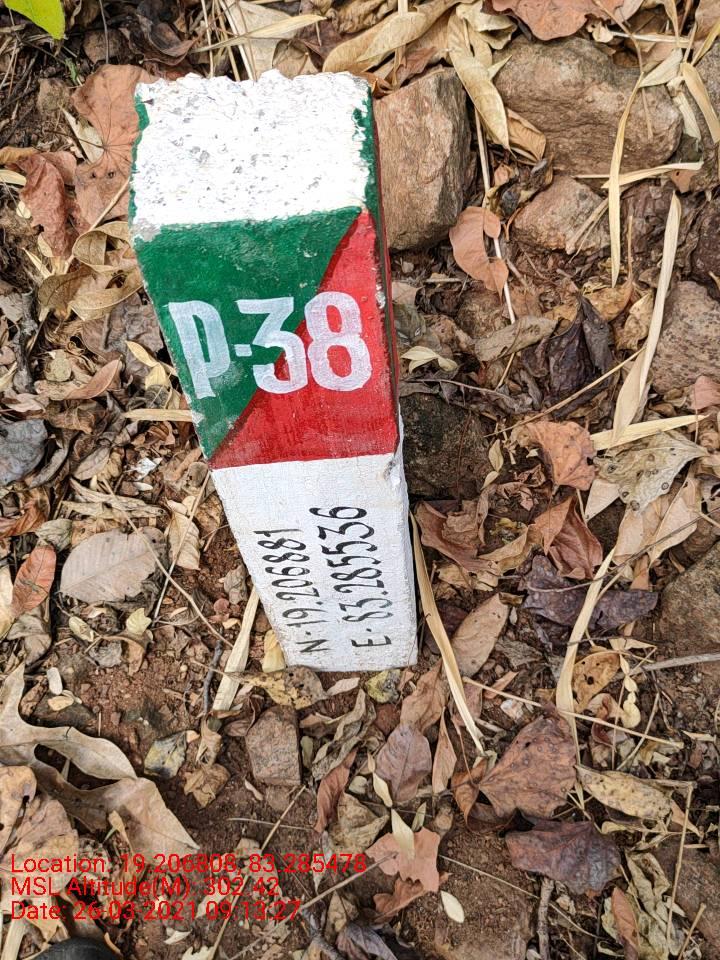 P-38
N-19.206881
E-83.285536
Location: 19.206808, 83.285478
MSL Altitude(M): 302.42
Date: 26-03-2021 09:13:27